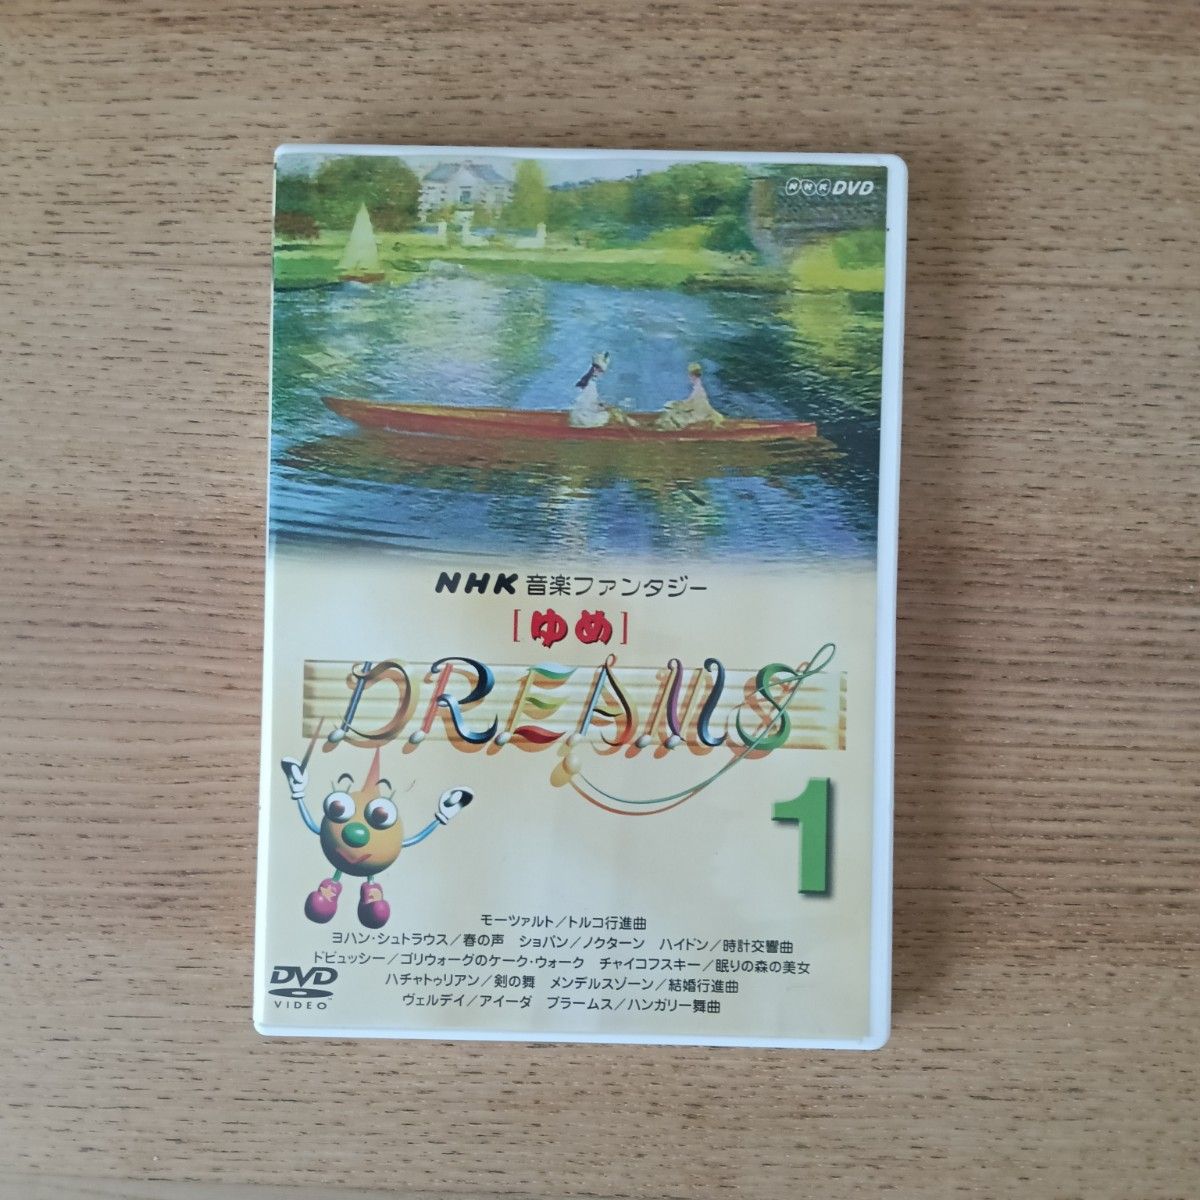 NHK DVD
NHK 音楽ファンタジー
[ゆめ]
DREAMS
1
モーツァルト／トルコ行進曲
ヨハン・シュトラウス／春の声 ショパン／ノクターン ハイドン／時計交響曲
ドビュッシー／ゴリウォーグのケーク・ウォーク チャイコフスキー／眠りの森の美女
ハチャトゥリアン／剣の舞 メンデルスゾーン／結婚行進曲
ヴェルデイ／アイーダ ブラームス／ハンガリー舞曲
DVD
VIDEO™